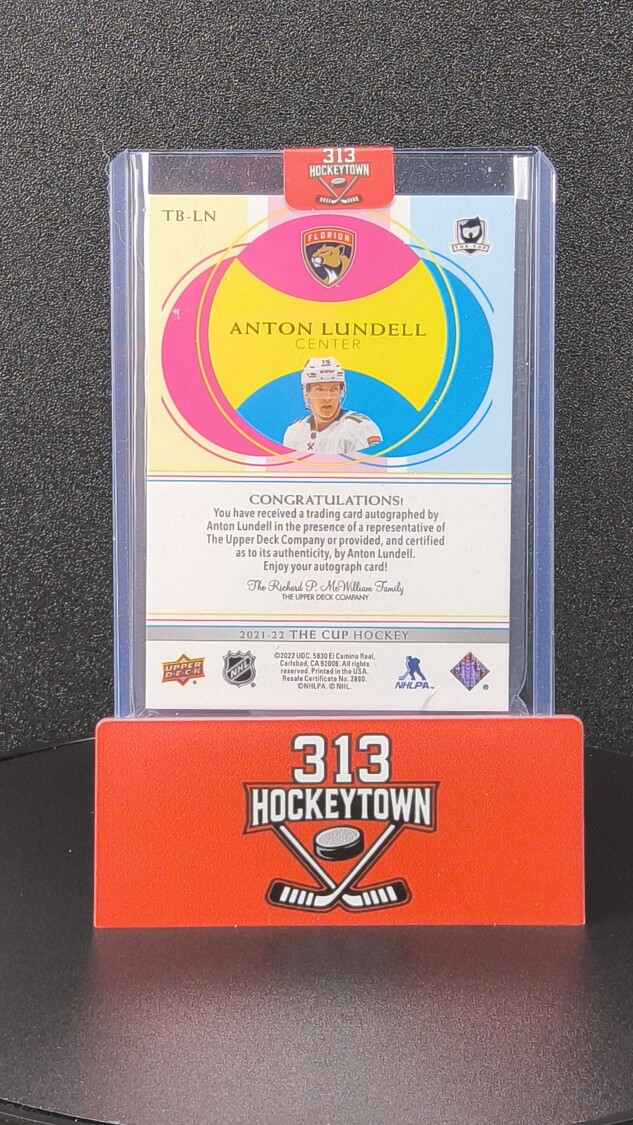 313
HOCKEYTOWN
TB-LN
THE CUP
FLORIDA
ANTON LUNDELL
CENTER
15
CONGRATULATIONS!
You have received a trading card autographed by
Anton Lundell in the presence of a representative of
The Upper Deck Company or provided, and certified
as to its authenticity, by Anton Lundell.
Enjoy your autograph card!
The Richard P. McWilliam Family
THE UPPER DECK COMPANY
2021-22 THE CUP HOCKEY
UPPER
DECK
NHL
©2022 UDC. 5830 El Camino Real,
Carlsbad, CA 92008. All rights
reserved. Printed in the USA.
Resale Certificate No. 2880.
©NHLPA. © NHL.
NHLPA
313
HOCKEYTOWN